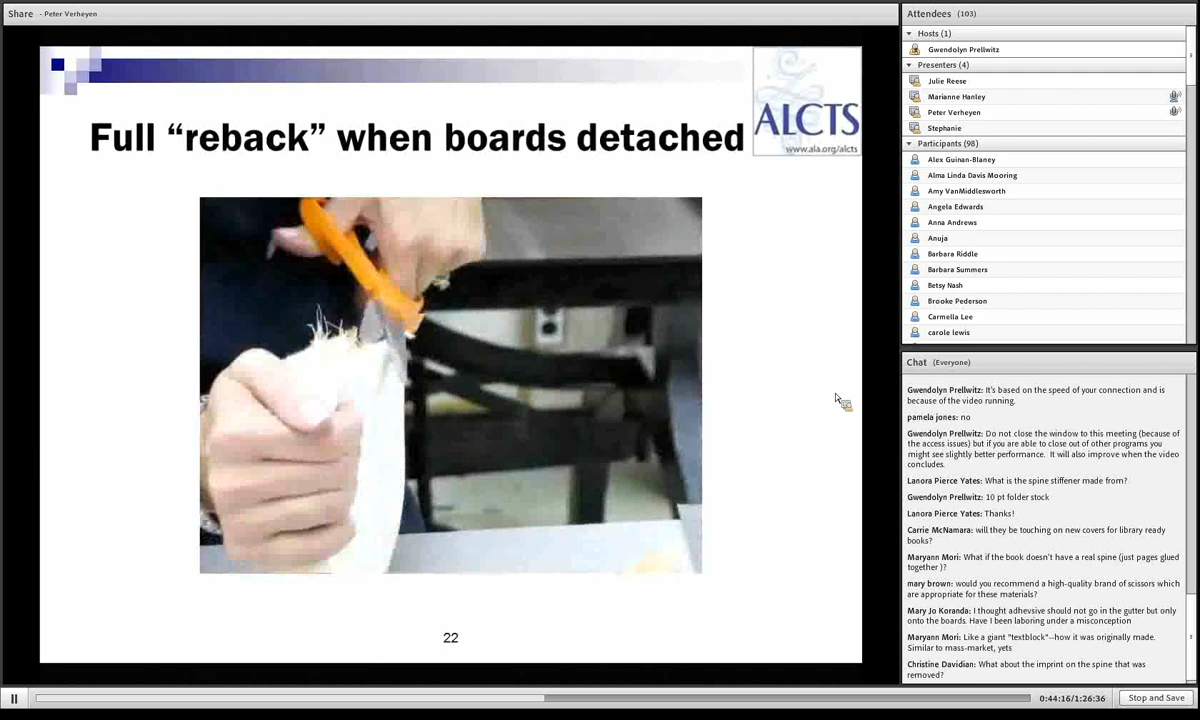 Share - Peter Verheyen
Full “reback” when boards detached
ALCTS
www.ala.org/alcts
22
Attendees (103)
Hosts (1)
Gwendolyn Prellwitz
Presenters (4)
Julie Reese
Marianne Hanley
Peter Verheyen
Stephanie
Participants (98)
Alex Guinan-Blaney
Alma Linda Davis Mooring
Amy VanMiddlesworth
Angela Edwards
Anna Andrews
Anuja
Barbara Riddle
Barbara Summers
Betsy Nash
Brooke Pederson
Carmella Lee
carole lewis
Chat (Everyone)
Gwendolyn Prellwitz: It's based on the speed of your connection and is
because of the video running.
pamela jones: no
Gwendolyn Prellwitz: Do not close the window to this meeting (because of
the access issues) but if you are able to close out of other programs you
might see slightly better performance.  It will also improve when the video
concludes.
Lanora Pierce Yates: What is the spine stiffener made from?
Gwendolyn Prellwitz: 10 pt folder stock
Lanora Pierce Yates: Thanks!
Carrie McNamara: will they be touching on new covers for library ready
books?
Maryann Mori: What if the book doesn't have a real spine (just pages glued
together )?
mary brown: would you recommend a high-quality brand of scissors which
are appropriate for these materials?
Mary Jo Koranda: I thought adhevsive should not go in the gutter but only
onto the boards. Have I been laboring under a misconception
Maryann Mori: Like a giant "textblock"--how it was originally made.
Similar to mass-market, yets
Christine Davidian: What about the imprint on the spine that was
removed?
0:44:16/1:26:36
Stop and Save